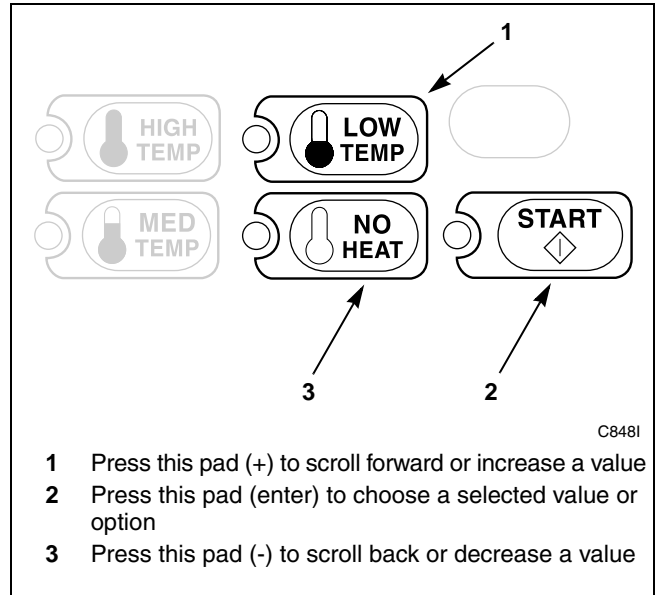 1
HIGH
TEMP
LOW
TEMP
MED
TEMP
NO
HEAT
START
3
2
C848I
1 Press this pad (+) to scroll forward or increase a value
2 Press this pad (enter) to choose a selected value or
option
3 Press this pad (-) to scroll back or decrease a value